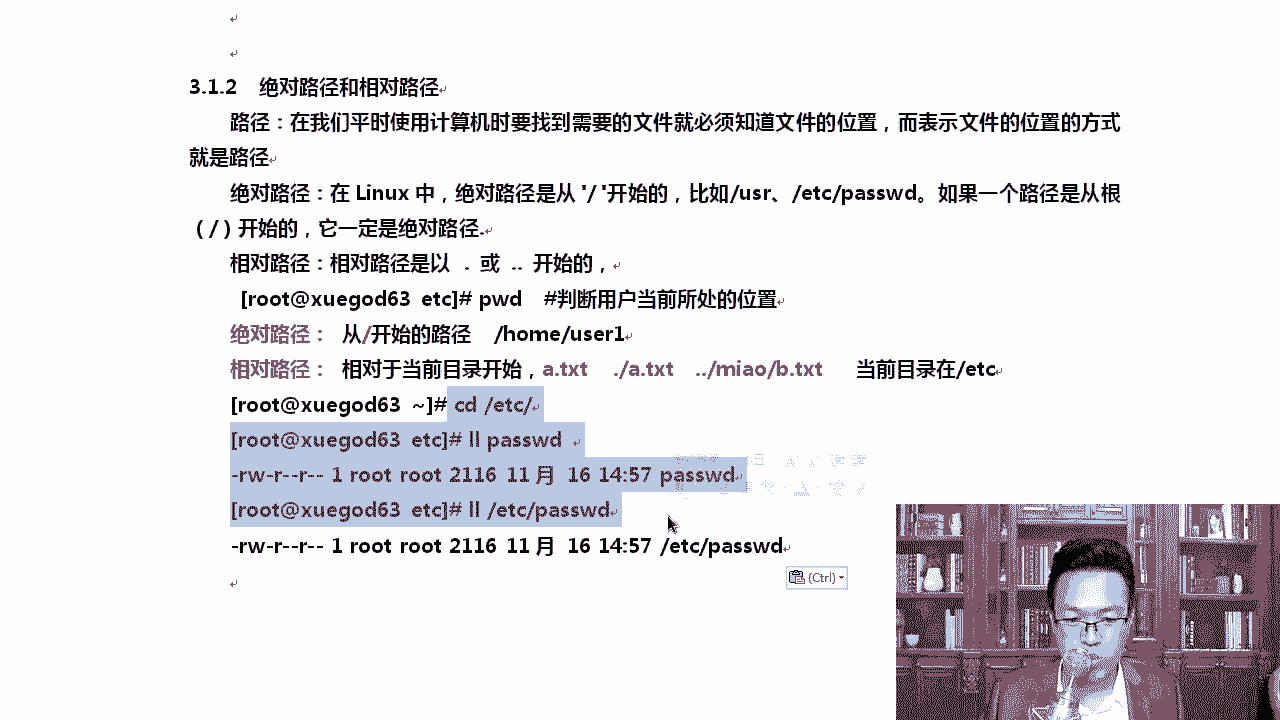 3.1.2 绝对路径和相对路径
路径：在我们平时使用计算机时要找到需要的文件就必须知道文件的位置，而表示文件的位置的方式
就是路径
绝对路径：在 Linux 中，绝对路径是从 '/ '开始的，比如/usr、/etc/passwd。如果一个路径是从根
（/）开始的，它一定是绝对路径.
相对路径：相对路径是以 . 或 .. 开始的，
[root@xuegod63 etc]# pwd #判断用户当前所处的位置
绝对路径： 从/开始的路径 /home/user1
相对路径： 相对于当前目录开始，a.txt ./a.txt ../miao/b.txt 当前目录在/etc
[root@xuegod63 ~]# cd /etc/
[root@xuegod63 etc]# ll passwd
-rw-r--r-- 1 root root 2116 11 月 16 14:57 passwd
[root@xuegod63 etc]# ll /etc/passwd
-rw-r--r-- 1 root root 2116 11 月 16 14:57 /etc/passwd
(Ctrl)